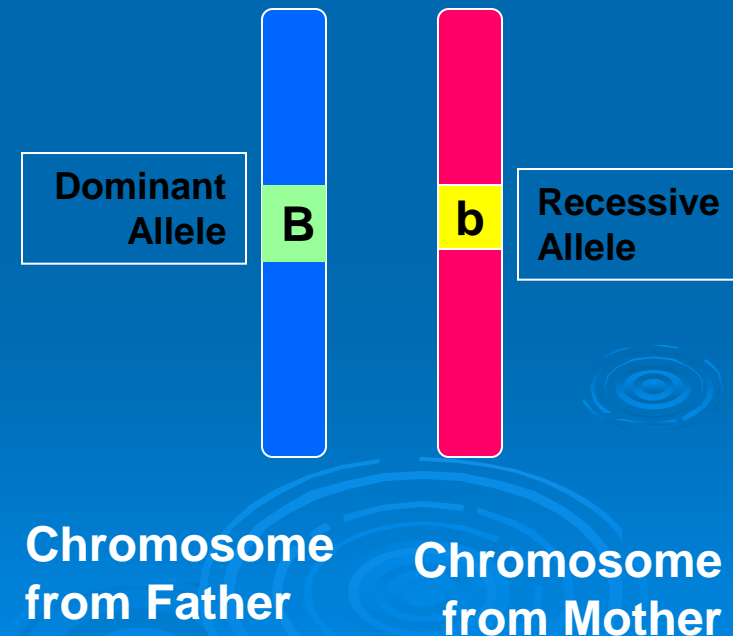 Dominant
Allele
B
b
Recessive
Allele
Chromosome
from Father
Chromosome
from Mother